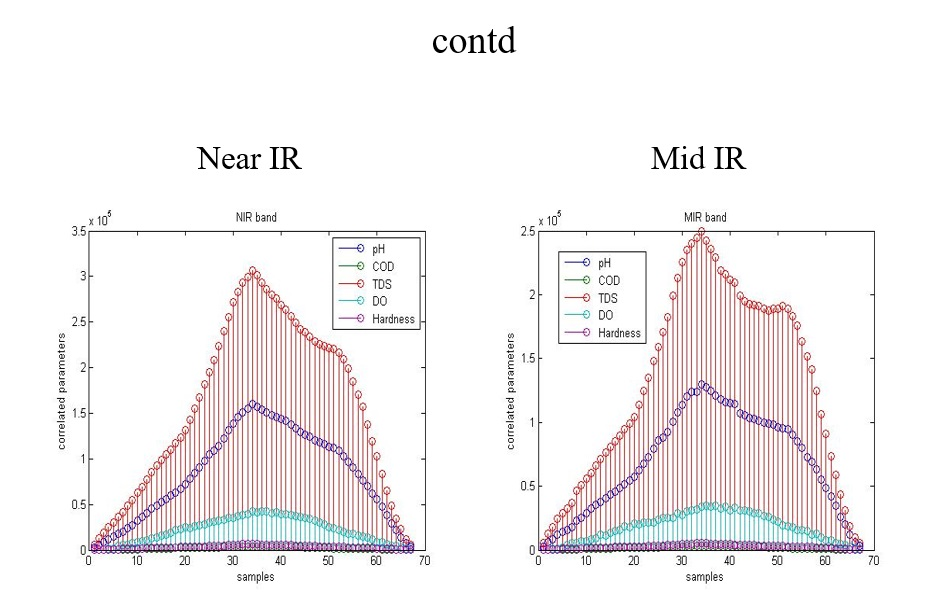 contd
Near IR
Mid IR
NIR band
x 10^5
3.5
3
2.5
2
1.5
1
0.5
0
0 10 20 30 40 50 60 70
correlated parameters
samples
pH
COD
TDS
DO
Hardness
MIR band
x 10^5
2.5
2
1.5
1
0.5
0
0 10 20 30 40 50 60 70
correlated parameters
samples
pH
COD
TDS
DO
Hardness